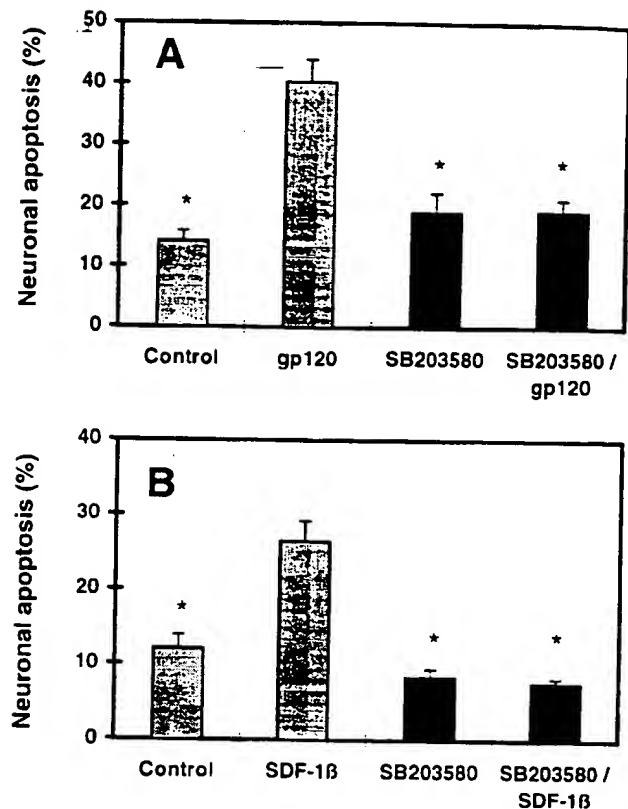 50
40
30
20
10
0
Neuronal apoptosis (%)
A
*
*
*
Control
gp120
SB203580
SB203580 /
gp120
40
30
20
10
0
Neuronal apoptosis (%)
B
*
*
*
Control
SDF-1ß
SB203580
SB203580 /
SDF-1ß